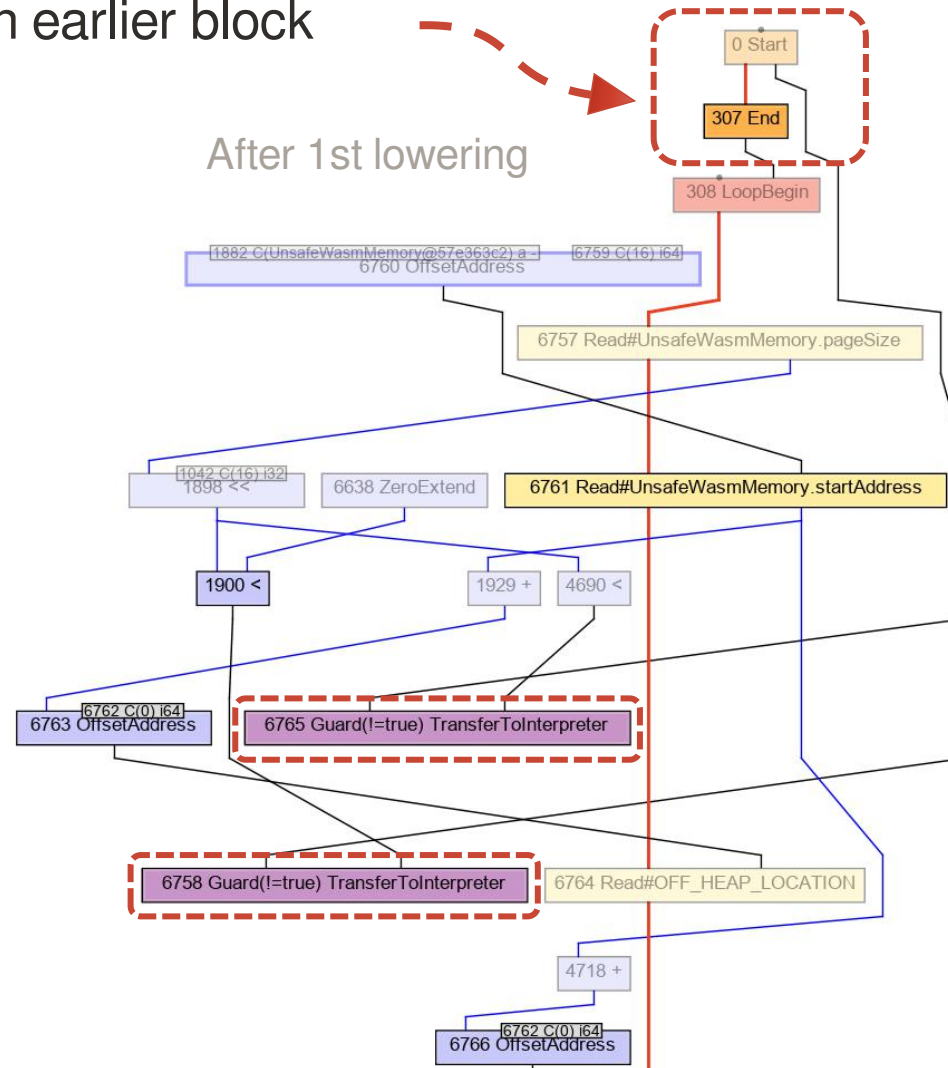 n earlier block
0 Start
307 End
After 1st lowering
308 LoopBegin
1882 C(UnsafeWasmMemory@57e363c2) a - 6759 C(16) i64
6760 OffsetAddress
6757 Read#UnsafeWasmMemory.pageSize
1042 C(16) i32
1898 << 6638 ZeroExtend 6761 Read#UnsafeWasmMemory.startAddress
1900 < 1929 + 4690 <
6762 C(0) i64
6763 OffsetAddress 6765 Guard(!=true) TransferToInterpreter
6758 Guard(!=true) TransferToInterpreter 6764 Read#OFF_HEAP_LOCATION
4718 +
6762 C(0) i64
6766 OffsetAddress